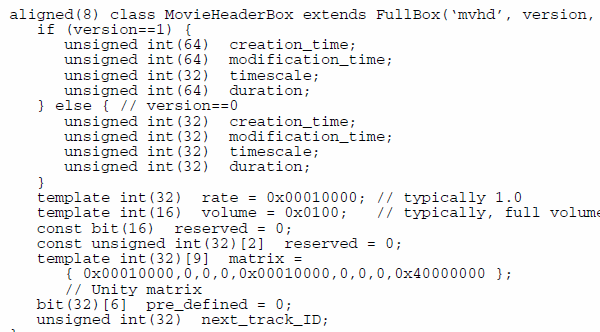 aligned(8) class MovieHeaderBox extends FullBox(‘mvhd’, version,
if (version==1) {
unsigned int(64) creation_time;
unsigned int(64) modification_time;
unsigned int(32) timescale;
unsigned int(64) duration;
} else { // version==0
unsigned int(32) creation_time;
unsigned int(32) modification_time;
unsigned int(32) timescale;
unsigned int(32) duration;
}
template int(32) rate = 0x00010000; // typically 1.0
template int(16) volume = 0x0100; // typically, full volume
const bit(16) reserved = 0;
const unsigned int(32)[2] reserved = 0;
template int(32)[9] matrix =
{ 0x00010000,0,0,0,0x00010000,0,0,0,0x40000000 };
// Unity matrix
bit(32)[6] pre_defined = 0;
unsigned int(32) next_track_ID;